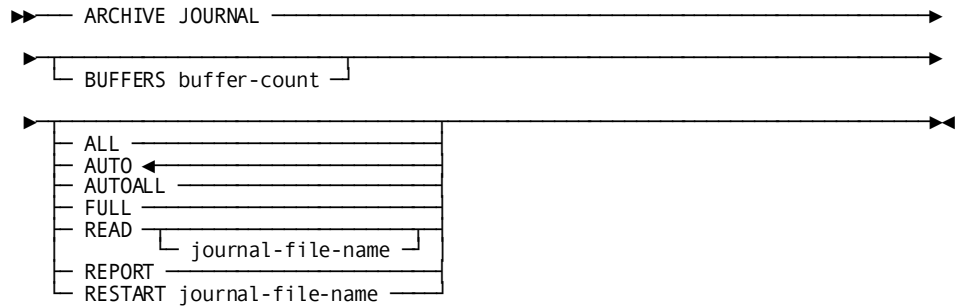 ARCHIVE JOURNAL
BUFFERS buffer-count
ALL
AUTO
AUTOALL
FULL
READ
journal-file-name
REPORT
RESTART journal-file-name